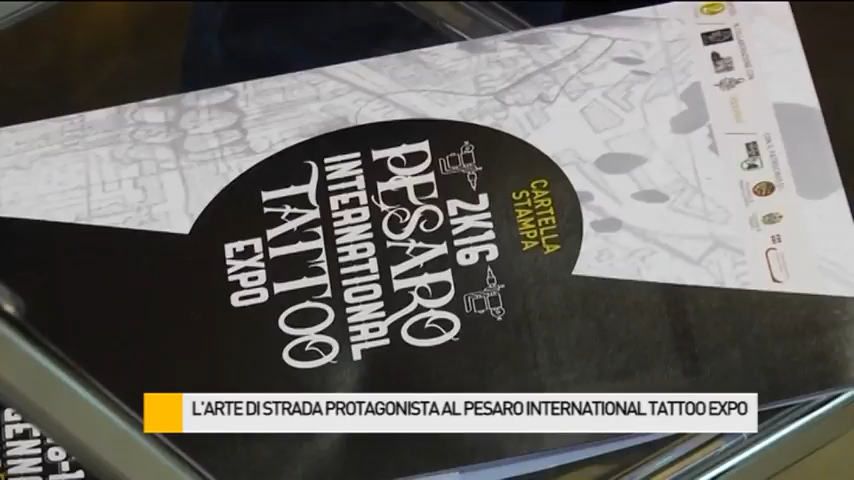 CARTELLA
STAMPA
2K16
PESARO
INTERNATIONAL
TATTOO
EXPO
L'ARTE DI STRADA PROTAGONISTA AL PESARO INTERNATIONAL TATTOO EXPO